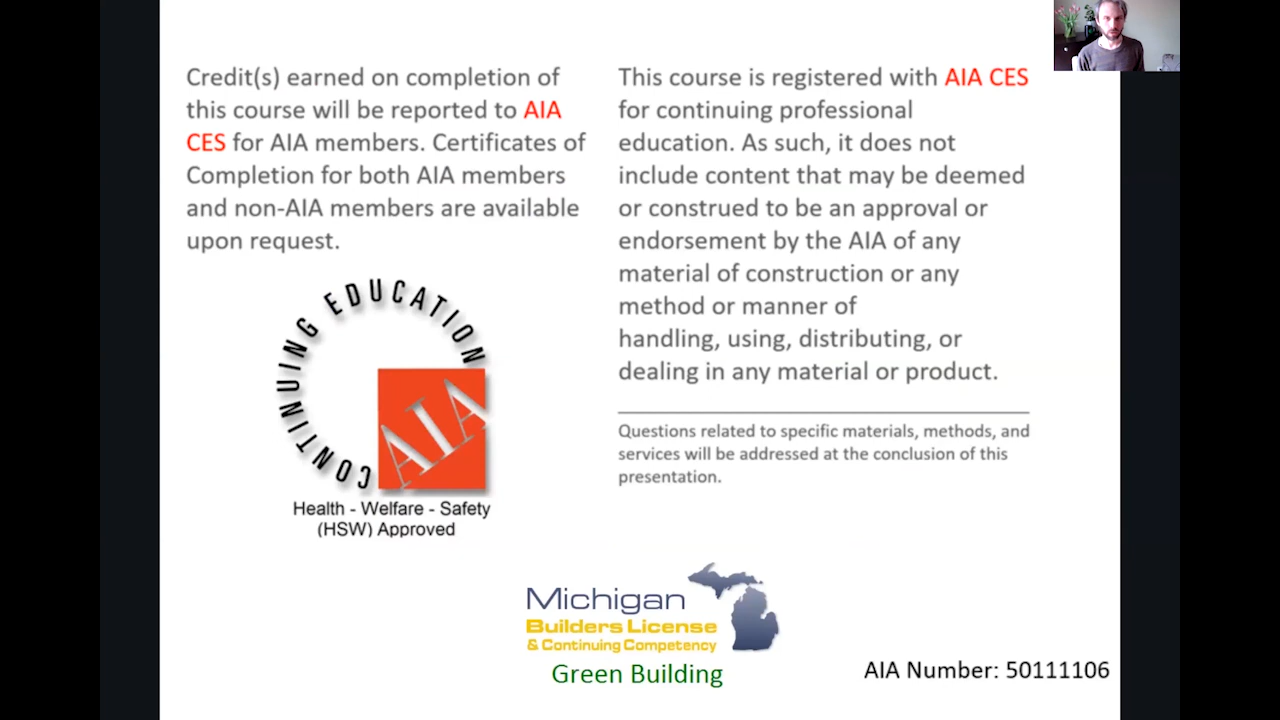 Credit(s) earned on completion of
this course will be reported to AIA
CES for AIA members. Certificates of
Completion for both AIA members
and non-AIA members are available
upon request.
CONTINUING EDUCATION
AIA
Health - Welfare - Safety
(HSW) Approved
This course is registered with AIA CES
for continuing professional
education. As such, it does not
include content that may be deemed
or construed to be an approval or
endorsement by the AIA of any
material of construction or any
method or manner of
handling, using, distributing, or
dealing in any material or product.
Questions related to specific materials, methods, and
services will be addressed at the conclusion of this
presentation.
Michigan
Builders License
& Continuing Competency
Green Building
AIA Number: 50111106